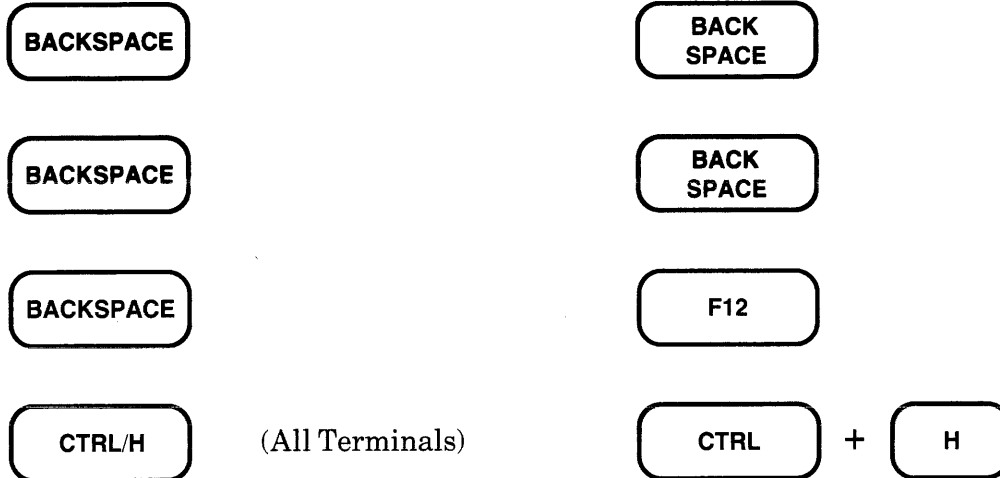 BACKSPACE
BACK
SPACE
BACKSPACE
BACK
SPACE
BACKSPACE
F12
CTRL/H (All Terminals) CTRL + H